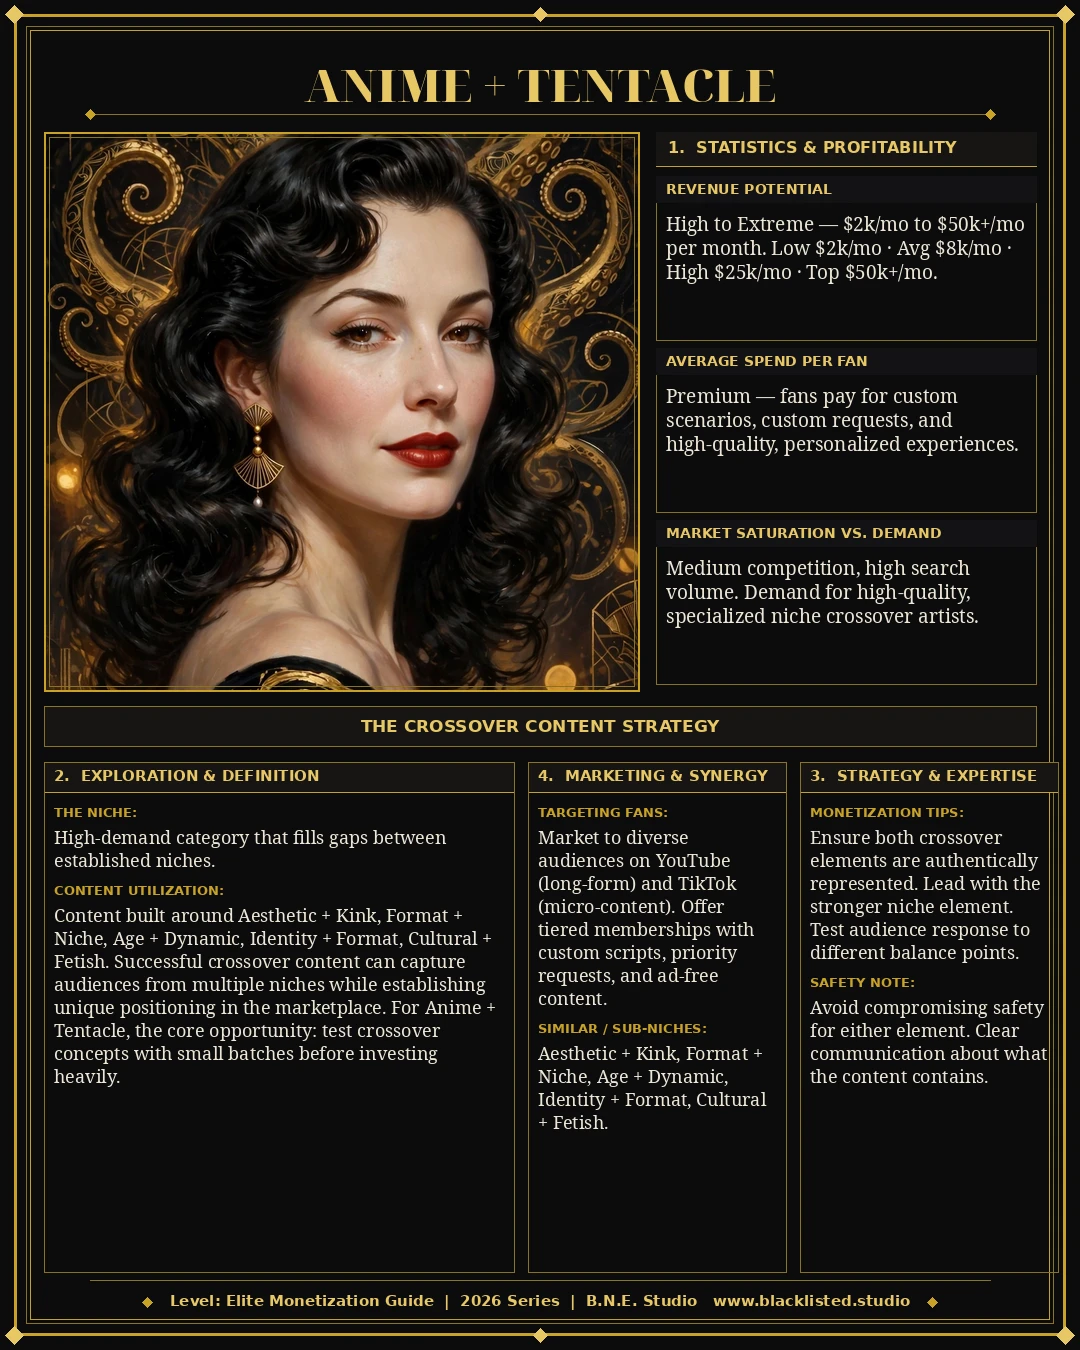 ANIME + TENTACLE
1. STATISTICS & PROFITABILITY
REVENUE POTENTIAL
High to Extreme — $2k/mo to $50k+/mo
per month. Low $2k/mo · Avg $8k/mo ·
High $25k/mo · Top $50k+/mo.
AVERAGE SPEND PER FAN
Premium — fans pay for custom
scenarios, custom requests, and
high-quality, personalized experiences.
MARKET SATURATION VS. DEMAND
Medium competition, high search
volume. Demand for high-quality,
specialized niche crossover artists.
THE CROSSOVER CONTENT STRATEGY
2. EXPLORATION & DEFINITION
THE NICHE:
High-demand category that fills gaps between
established niches.
CONTENT UTILIZATION:
Content built around Aesthetic + Kink, Format +
Niche, Age + Dynamic, Identity + Format, Cultural +
Fetish. Successful crossover content can capture
audiences from multiple niches while establishing
unique positioning in the marketplace. For Anime +
Tentacle, the core opportunity: test crossover
concepts with small batches before investing
heavily.
4. MARKETING & SYNERGY
TARGETING FANS:
Market to diverse
audiences on YouTube
(long-form) and TikTok
(micro-content). Offer
tiered memberships with
custom scripts, priority
requests, and ad-free
content.
SIMILAR / SUB-NICHES:
Aesthetic + Kink, Format +
Niche, Age + Dynamic,
Identity + Format, Cultural
+ Fetish.
3. STRATEGY & EXPERTISE
MONETIZATION TIPS:
Ensure both crossover
elements are authentically
represented. Lead with the
stronger niche element.
Test audience response to
different balance points.
SAFETY NOTE:
Avoid compromising safety
for either element. Clear
communication about what
the content contains.
Level: Elite Monetization Guide | 2026 Series | B.N.E. Studio www.blacklisted.studio